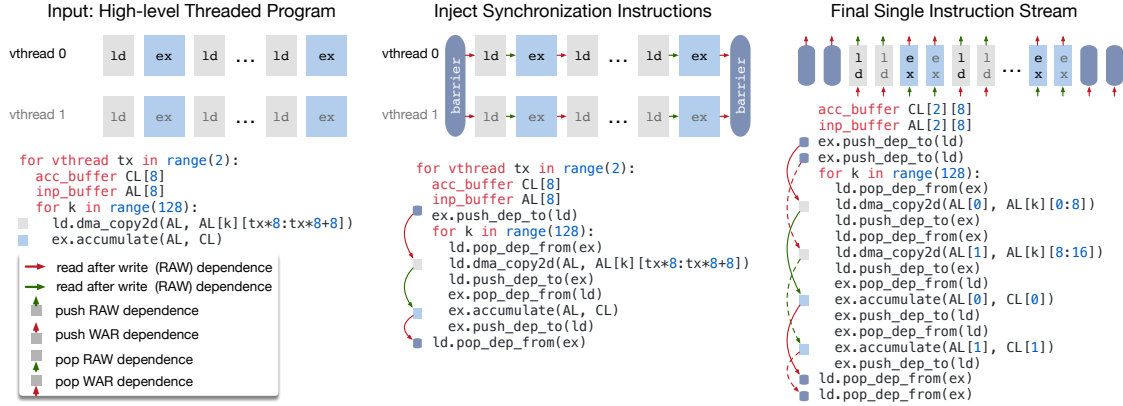 Input: High-level Threaded Program
vthread 0
ld ex ld ... ld ex
vthread 1
ld ex ld ... ld ex
for vthread tx in range(2):
acc_buffer CL[8]
inp_buffer AL[8]
for k in range(128):
ld.dma_copy2d(AL, AL[k][tx*8:tx*8+8])
ex.accumulate(AL, CL)
read after write (RAW) dependence
read after write (RAW) dependence
push RAW dependence
push WAR dependence
pop RAW dependence
pop WAR dependence
Inject Synchronization Instructions
vthread 0
barrier
ld ex ld ... ld ex
barrier
vthread 1
ld ex ld ... ld ex
for vthread tx in range(2):
acc_buffer CL[8]
inp_buffer AL[8]
ex.push_dep_to(ld)
for k in range(128):
ld.pop_dep_from(ex)
ld.dma_copy2d(AL, AL[k][tx*8:tx*8+8])
ld.push_dep_to(ex)
ex.pop_dep_from(ld)
ex.accumulate(AL, CL)
ex.push_dep_to(ld)
ld.pop_dep_from(ex)
Final Single Instruction Stream
ld ld ex ex ld ld ... ex ex
acc_buffer CL[2][8]
inp_buffer AL[2][8]
ex.push_dep_to(ld)
ex.push_dep_to(ld)
for k in range(128):
ld.pop_dep_from(ex)
ld.dma_copy2d(AL[0], AL[k][0:8])
ld.push_dep_to(ex)
ld.pop_dep_from(ex)
ld.dma_copy2d(AL[1], AL[k][8:16])
ld.push_dep_to(ex)
ex.pop_dep_from(ld)
ex.accumulate(AL[0], CL[0])
ex.push_dep_to(ld)
ex.pop_dep_from(ld)
ex.accumulate(AL[1], CL[1])
ex.push_dep_to(ld)
ld.pop_dep_from(ex)
ld.pop_dep_from(ex)